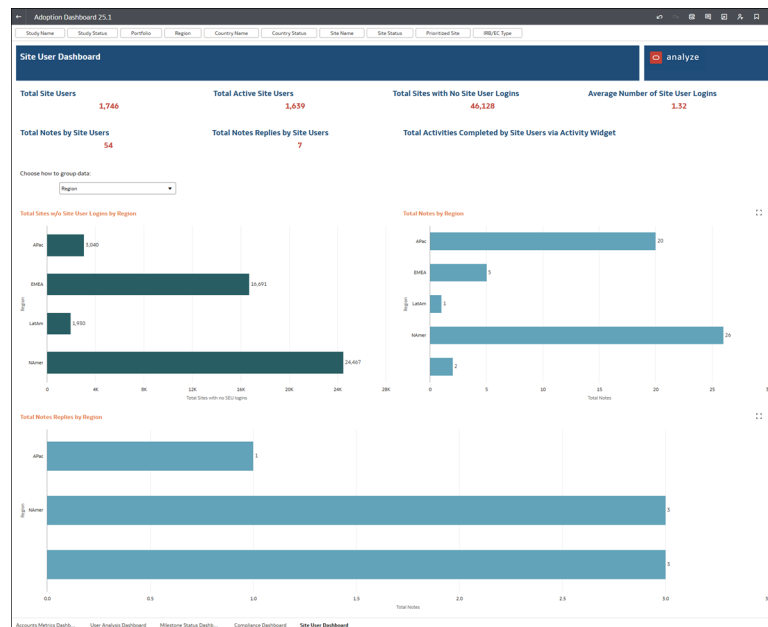 Adoption Dashboard 25.1
Study Name Study Status Portfolio Region Country Name Country Status Site Name Site Status Prioritized Site IRB/EC Type
Site User Dashboard
analyze
Total Site Users Total Active Site Users Total Sites with No Site User Logins Average Number of Site User Logins
1,746 1,639 46,128 1.32
Total Notes by Site Users Total Notes Replies by Site Users Total Activities Completed by Site Users via Activity Widget
54 7
Choose how to group data:
Region
Total Sites w/o Site User Logins by Region
APac 3,040
EMEA 16,691
LatAm 1,930
NAmer 24,467
Region
0 4K 8K 12K 16K 20K 24K 28K
Total Sites with no SEU logins
Total Notes by Region
APac 20
EMEA 5
LatAm 1
NAmer 26
2
Region
0 5 10 15 20 25
Total Notes
Total Notes Replies by Region
APac 1
NAmer 3
3
Region
0.0 0.5 1.0 1.5 2.0 2.5 3.0
Total Notes
Accounts Metrics Dashb... User Analysis Dashboard Milestone Status Dashb... Compliance Dashboard Site User Dashboard